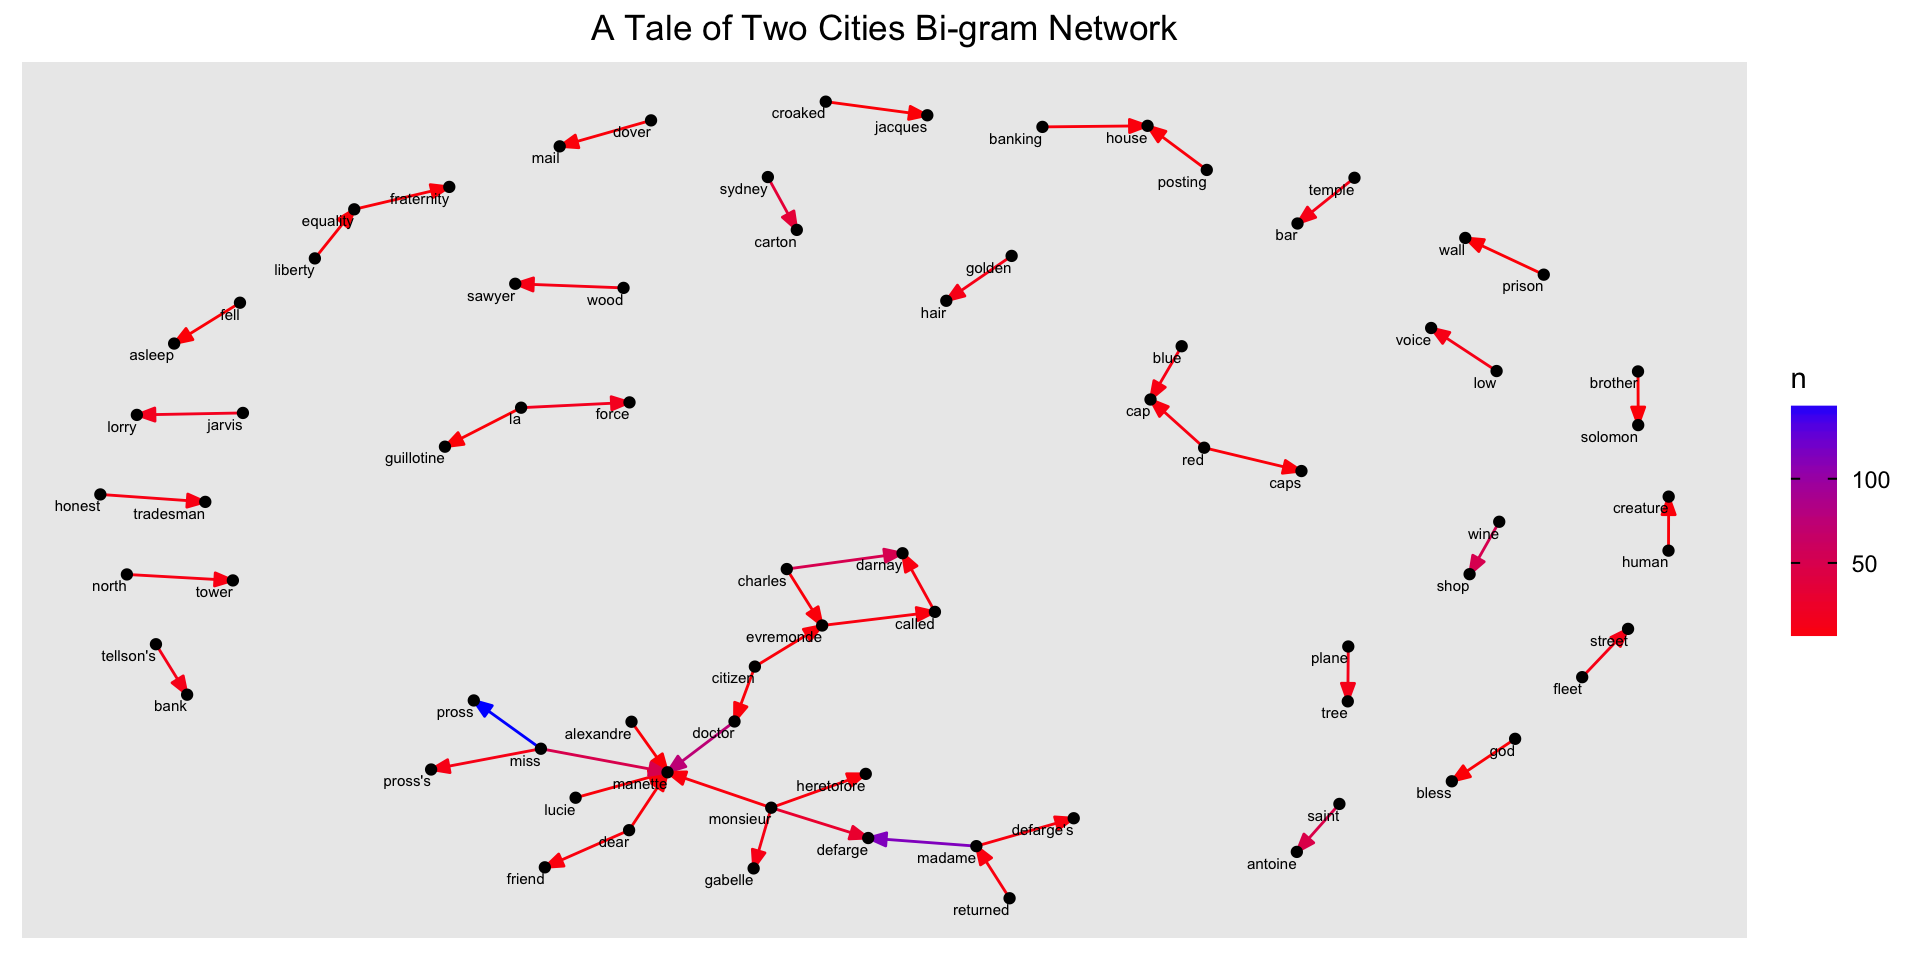 A Tale of Two Cities Bi-gram Network
croaked
jacques
dover
mail
banking
house
posting
sydney
carton
temple
bar
fraternity
equality
liberty
wall
prison
golden
hair
sawyer
wood
fell
asleep
voice
low
blue
cap
red
caps
brother
solomon
lorry
jarvis
la
force
guillotine
honest
tradesman
creature
human
wine
shop
north
tower
charles
darnay
evremonde
called
citizen
doctor
tellson's
bank
plane
tree
street
fleet
pross
miss
pross's
alexandre
manette
lucie
dear
friend
monsieur
heretofore
gabelle
defarge
madame
defarge's
returned
god
bless
saint
antoine
n
100
50